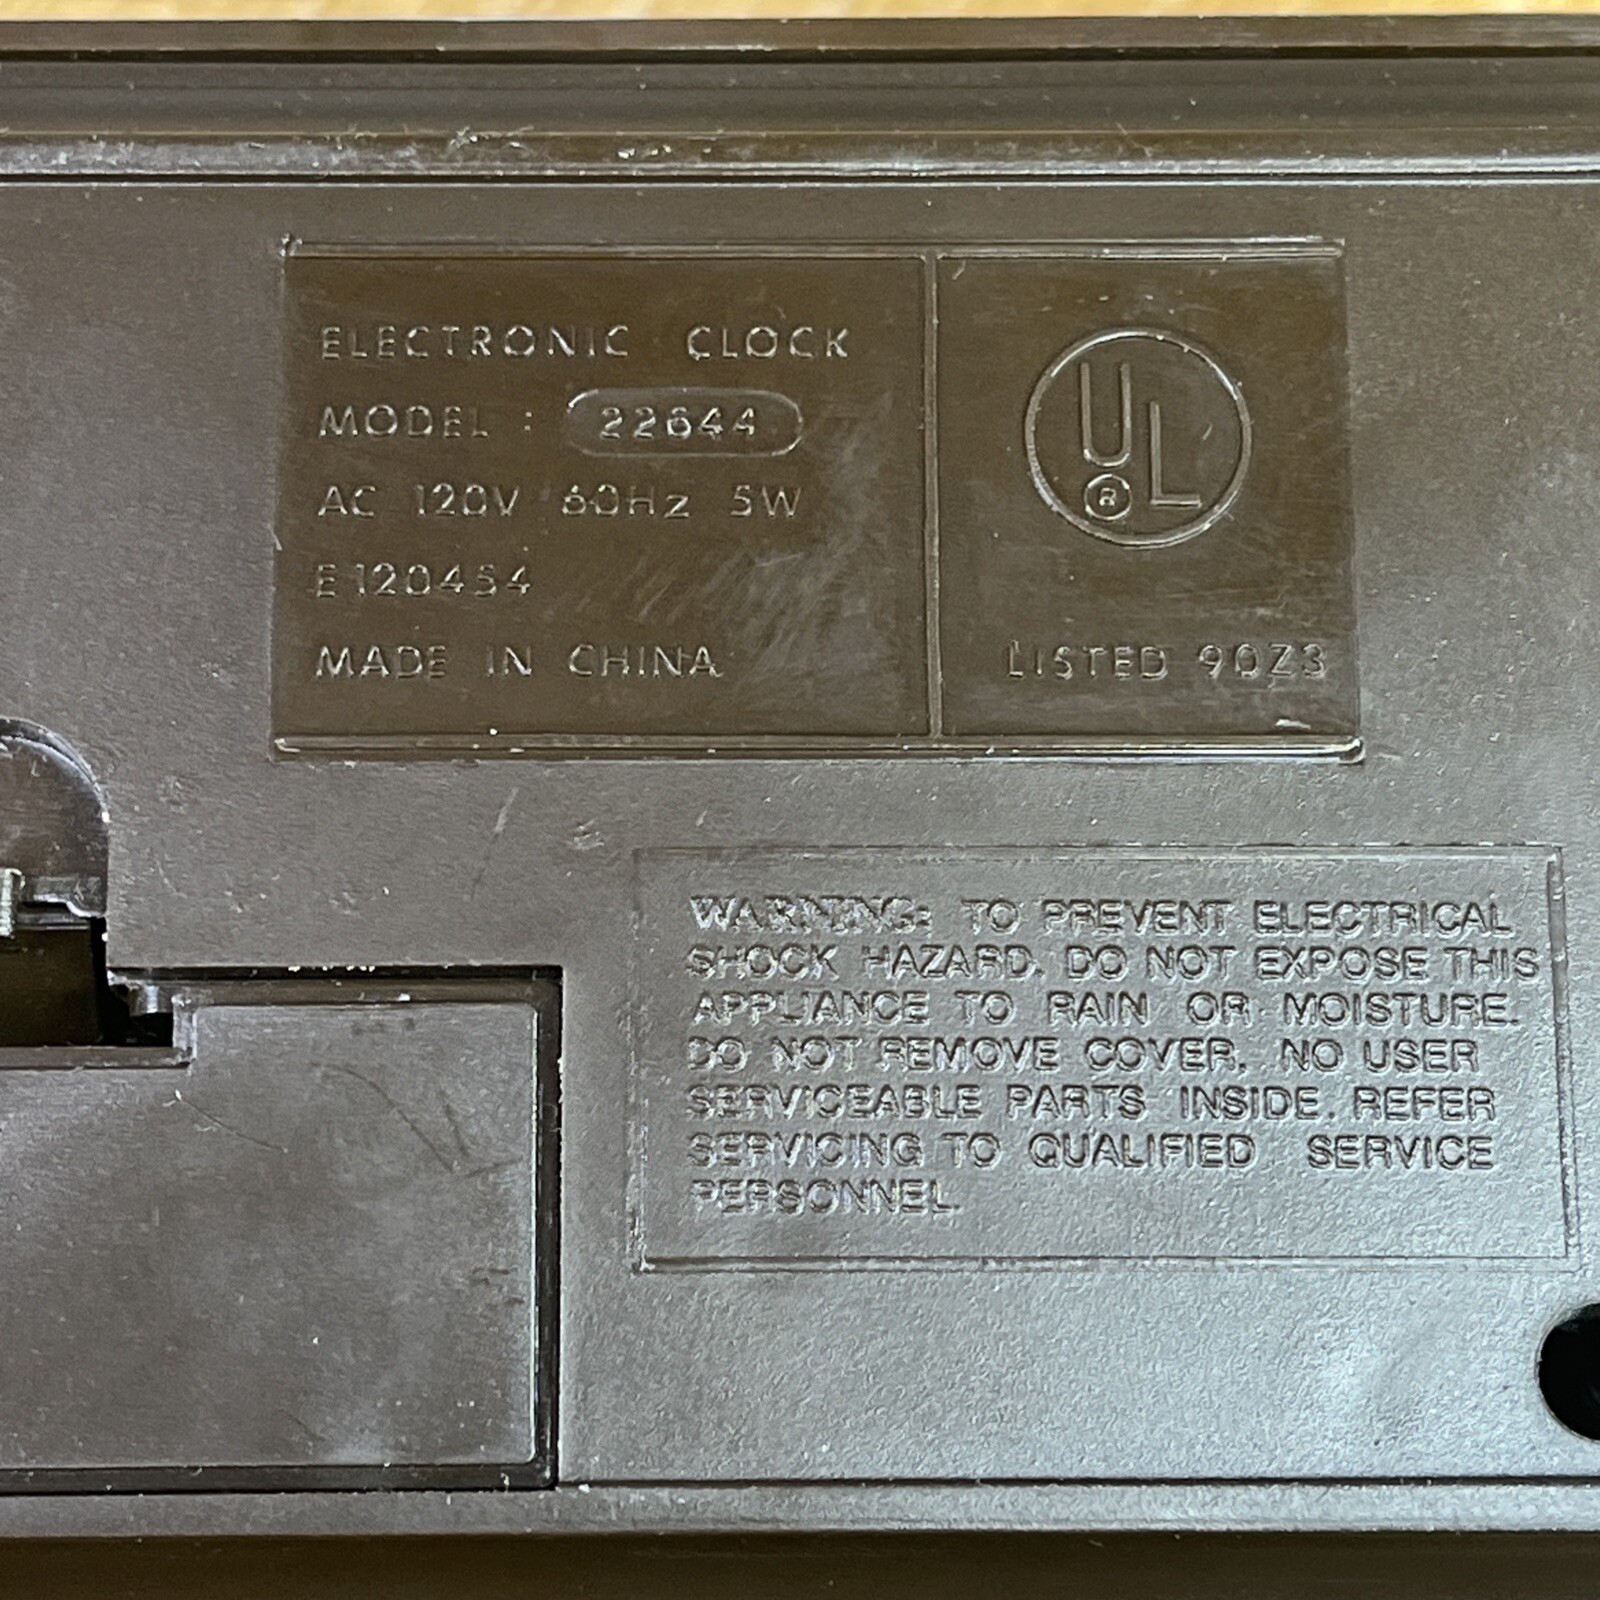 ELECTRONIC CLOCK
MODEL : 22644
AC 120V 60Hz 5W
E120454
MADE IN CHINA
UL
®
LISTED 90Z3
WARNING: TO PREVENT ELECTRICAL
SHOCK HAZARD. DO NOT EXPOSE THIS
APPLIANCE TO RAIN OR MOISTURE.
DO NOT REMOVE COVER. NO USER
SERVICEABLE PARTS INSIDE. REFER
SERVICING TO QUALIFIED SERVICE
PERSONNEL.